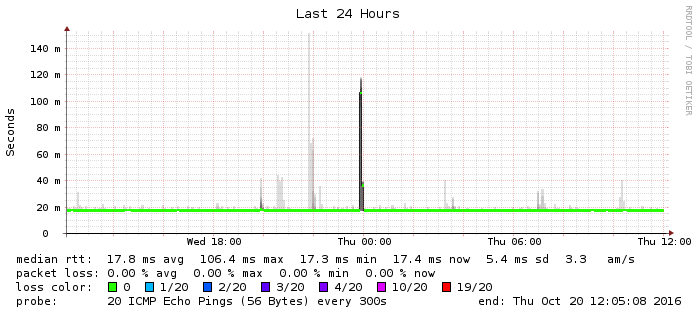 Last 24 Hours
RRDTOOL / TOBI OETIKER
Seconds
140 m
120 m
100 m
80 m
60 m
40 m
20 m
0
Wed 18:00 Thu 00:00 Thu 06:00 Thu 12:00
median rtt: 17.8 ms avg 106.4 ms max 17.3 ms min 17.4 ms now 5.4 ms sd 3.3 am/s
packet loss: 0.00 % avg 0.00 % max 0.00 % min 0.00 % now
loss color: 0 1/20 2/20 3/20 4/20 10/20 19/20
probe: 20 ICMP Echo Pings (56 Bytes) every 300s end: Thu Oct 20 12:05:08 2016